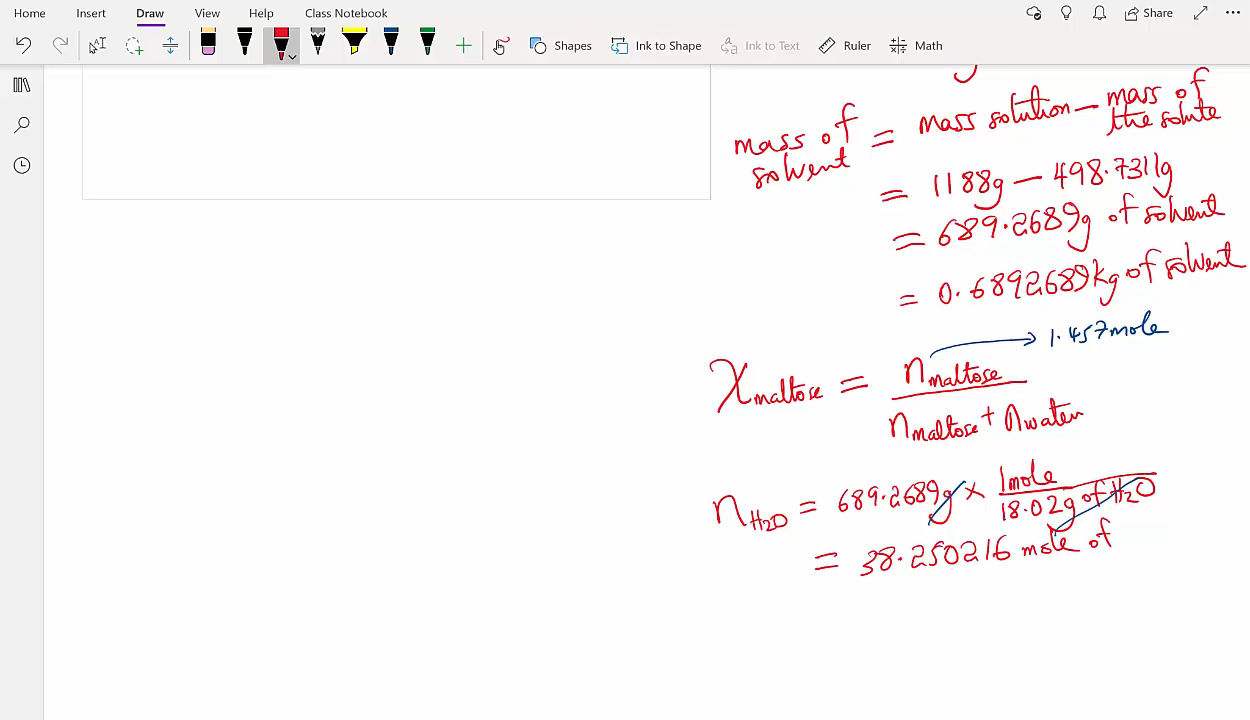 Home Insert Draw View Help Class Notebook Share
Shapes Ink to Shape Ink to Text Ruler Math
mass of solvent = mass solution – mass of the solute
= 1188g – 498.7311g
= 689.2689g of solvent
= 0.6892689kg of solvent
1.457mole
χmaltose = nmaltose / nmaltose + nwater
nH2O = 689.2689g × 1mole / 18.02g of H2O
= 38.250216 mole of